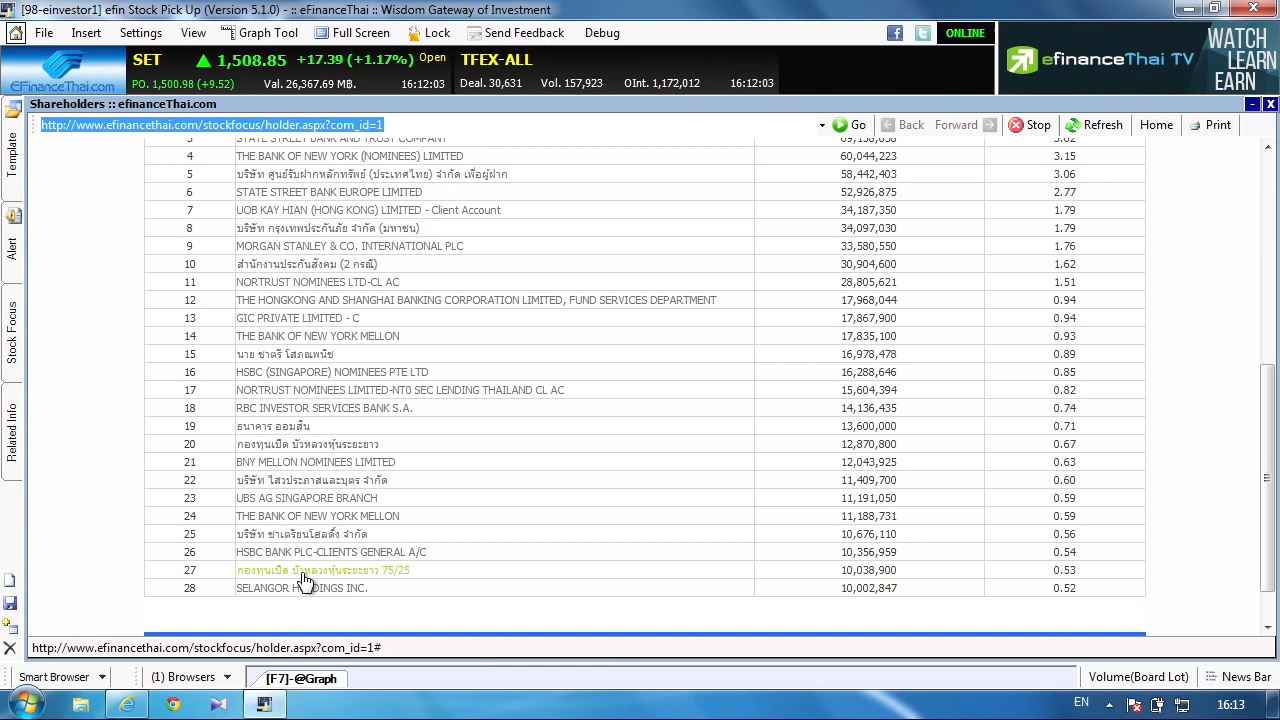 [98-einvestor1] efin Stock Pick Up (Version 5.1.0) - :: eFinanceThai :: Wisdom Gateway of Investment
File Insert Settings View Graph Tool Full Screen Lock Send Feedback Debug ONLINE
WATCH LEARN EARN
efinanceThai TV
EFinanceThai.com
SET ▲ 1,508.85 +17.39 (+1.17%) Open TFEX-ALL
PO. 1,500.98 (+9.52) Val. 26,367.69 MB. 16:12:03 Deal. 30,631 Vol. 157,923 OInt. 1,172,012 16:12:03
Shareholders :: efinanceThai.com
http://www.efinancethai.com/stockfocus/holder.aspx?com_id=1 Go Back Forward Stop Refresh Home Print
Template
Alert
Stock Focus
Related Info
3 STATE STREET BANK AND TRUST COMPANY 3.62
4 THE BANK OF NEW YORK (NOMINEES) LIMITED 60,044,223 3.15
5 บริษัท ศูนย์รับฝากหลักทรัพย์ (ประเทศไทย) จำกัด เพื่อผู้ฝาก 58,442,403 3.06
6 STATE STREET BANK EUROPE LIMITED 52,926,875 2.77
7 UOB KAY HIAN (HONG KONG) LIMITED - Client Account 34,187,350 1.79
8 บริษัท กรุงเทพประกันภัย จำกัด (มหาชน) 34,097,030 1.79
9 MORGAN STANLEY & CO. INTERNATIONAL PLC 33,580,550 1.76
10 สำนักงานประกันสังคม (2 กรณี) 30,904,600 1.62
11 NORTRUST NOMINEES LTD-CL AC 28,805,621 1.51
12 THE HONGKONG AND SHANGHAI BANKING CORPORATION LIMITED, FUND SERVICES DEPARTMENT 17,968,044 0.94
13 GIC PRIVATE LIMITED - C 17,867,900 0.94
14 THE BANK OF NEW YORK MELLON 17,835,100 0.93
15 นาย ชาตรี โสภณพนิช 16,978,478 0.89
16 HSBC (SINGAPORE) NOMINEES PTE LTD 16,288,646 0.85
17 NORTRUST NOMINEES LIMITED-NT0 SEC LENDING THAILAND CL AC 15,604,394 0.82
18 RBC INVESTOR SERVICES BANK S.A. 14,136,435 0.74
19 ธนาคาร ออมสิน 13,600,000 0.71
20 กองทุนเปิด บัวหลวงหุ้นระยะยาว 12,870,800 0.67
21 BNY MELLON NOMINEES LIMITED 12,043,925 0.63
22 บริษัท ไสวประภาสและบุตร จำกัด 11,409,700 0.60
23 UBS AG SINGAPORE BRANCH 11,191,050 0.59
24 THE BANK OF NEW YORK MELLON 11,188,731 0.59
25 บริษัท ชาเตรียนโฮลดิ้ง จำกัด 10,676,110 0.56
26 HSBC BANK PLC-CLIENTS GENERAL A/C 10,356,959 0.54
27 กองทุนเปิด บัวหลวงหุ้นระยะยาว 75/25 10,038,900 0.53
28 SELANGOR INC. 10,002,847 0.52
http://www.efinancethai.com/stockfocus/holder.aspx?com_id=1#
Smart Browser (1) Browsers [F7]-@Graph Volume(Board Lot) News Bar
EN 16:13